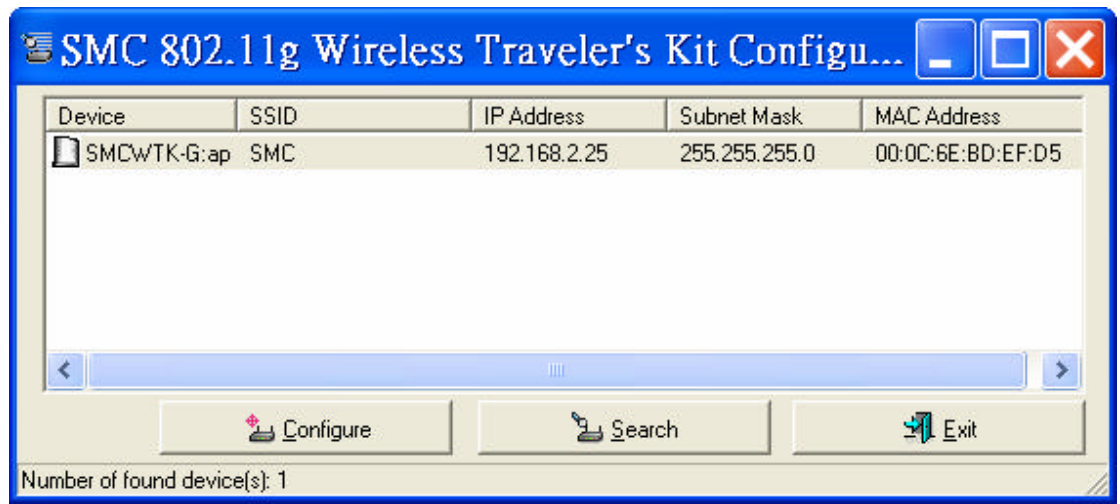 SMC 802.11g Wireless Traveler's Kit Configu...
Device SSID IP Address Subnet Mask MAC Address
SMCWTK-G:ap SMC 192.168.2.25 255.255.255.0 00:0C:6E:BD:EF:D5
Configure Search Exit
Number of found device(s): 1